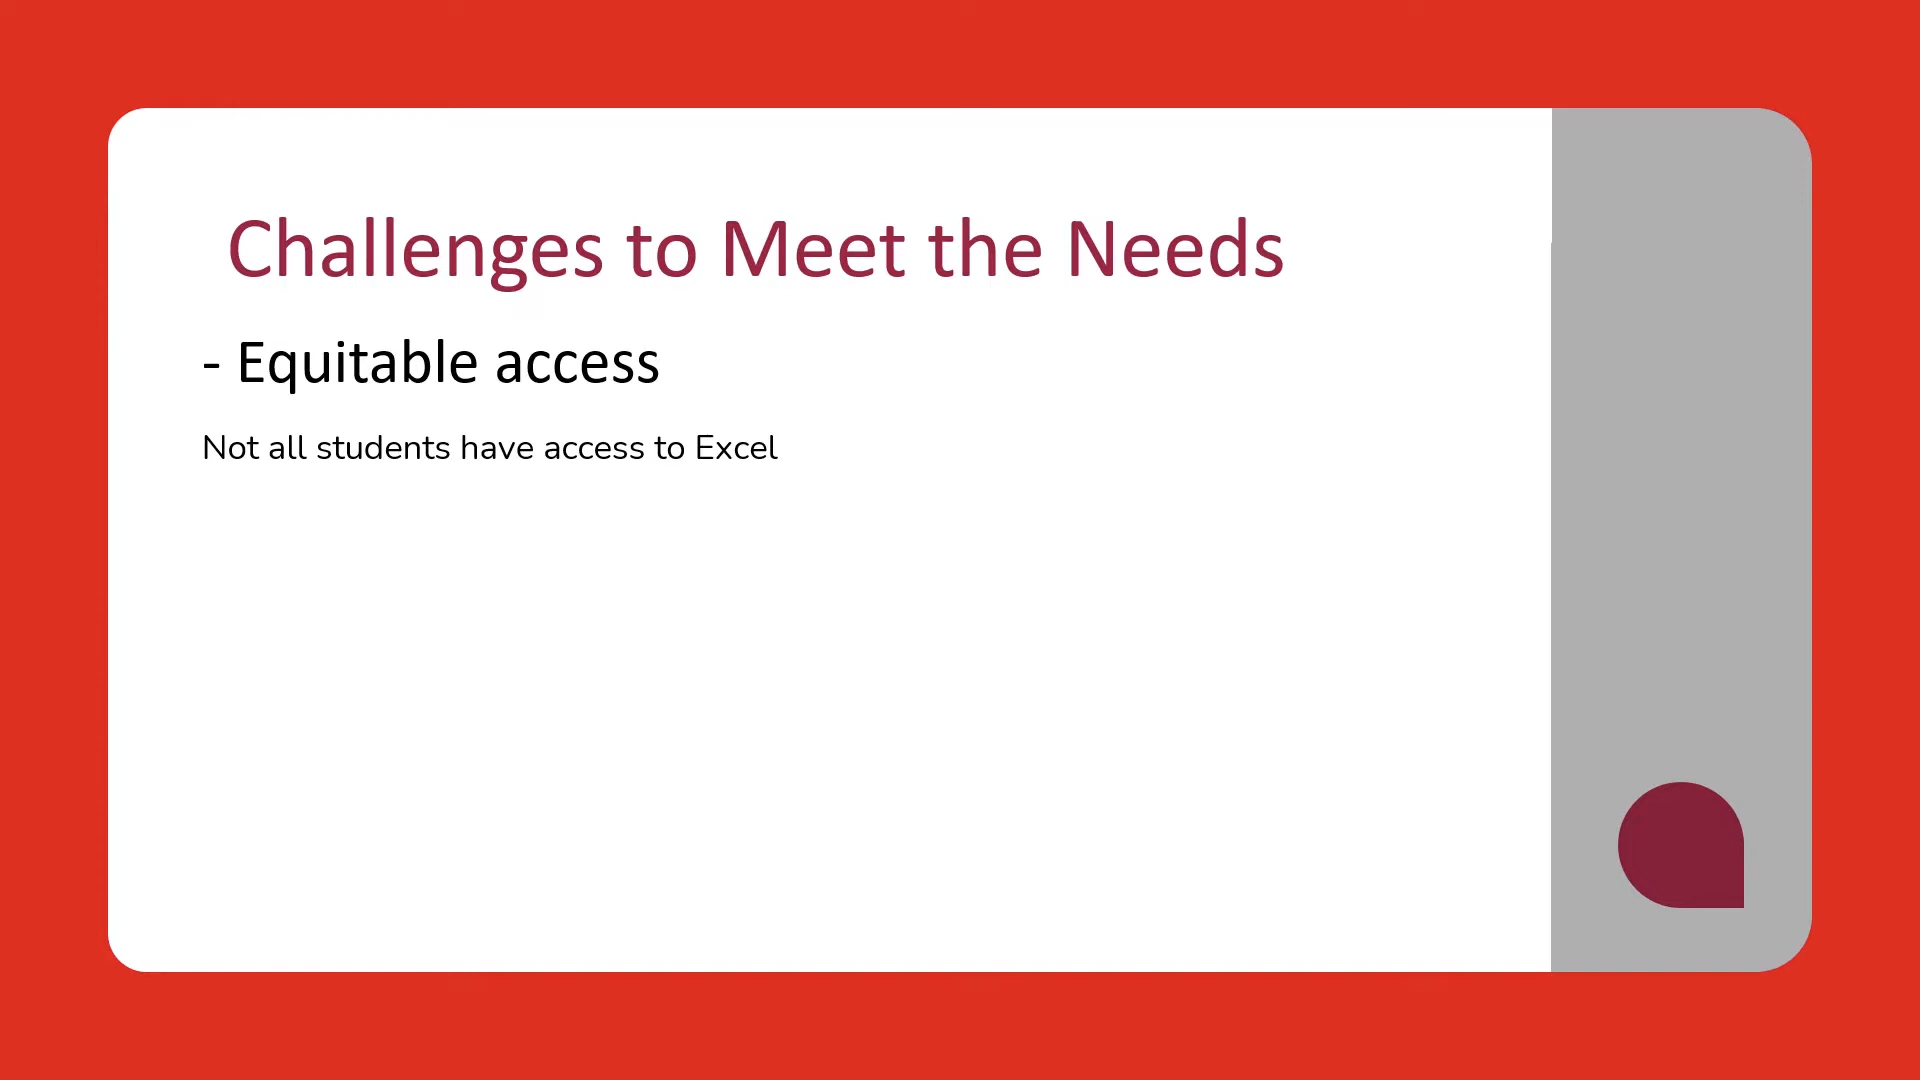 Challenges to Meet the Needs
- Equitable access
Not all students have access to Excel